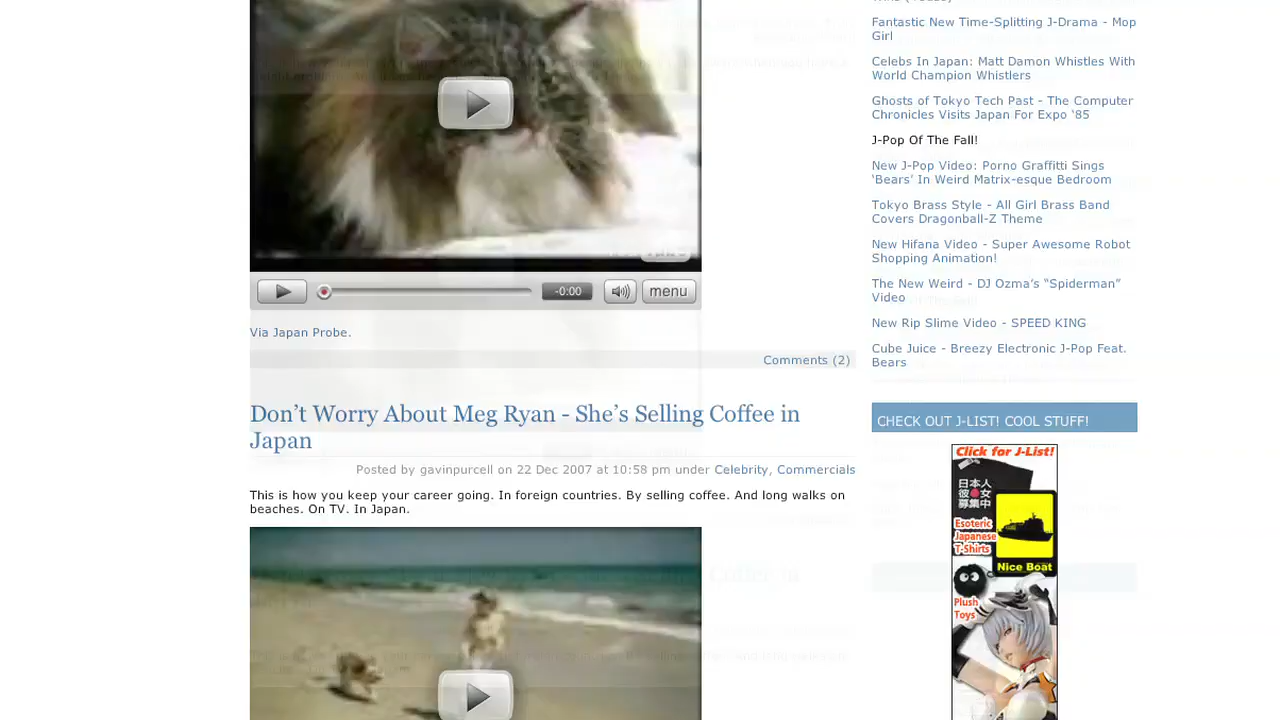 -0:00
menu
Via Japan Probe.
Comments (2)
Don’t Worry About Meg Ryan - She’s Selling Coffee in
Japan
Posted by gavinpurcell on 22 Dec 2007 at 10:58 pm under Celebrity, Commercials
This is how you keep your career going. In foreign countries. By selling coffee. And long walks on
beaches. On TV. In Japan.
Fantastic New Time-Splitting J-Drama - Mop
Girl
Celebs In Japan: Matt Damon Whistles With
World Champion Whistlers
Ghosts of Tokyo Tech Past - The Computer
Chronicles Visits Japan For Expo ‘85
J-Pop Of The Fall!
New J-Pop Video: Porno Graffitti Sings
‘Bears’ In Weird Matrix-esque Bedroom
Tokyo Brass Style - All Girl Brass Band
Covers Dragonball-Z Theme
New Hifana Video - Super Awesome Robot
Shopping Animation!
The New Weird - DJ Ozma’s “Spiderman”
Video
New Rip Slime Video - SPEED KING
Cube Juice - Breezy Electronic J-Pop Feat.
Bears
CHECK OUT J-LIST! COOL STUFF!
Click for J-List!
日本人
彼女
募集中
Esoteric
Japanese
T-Shirts
Nice Boat
Plush
Toys